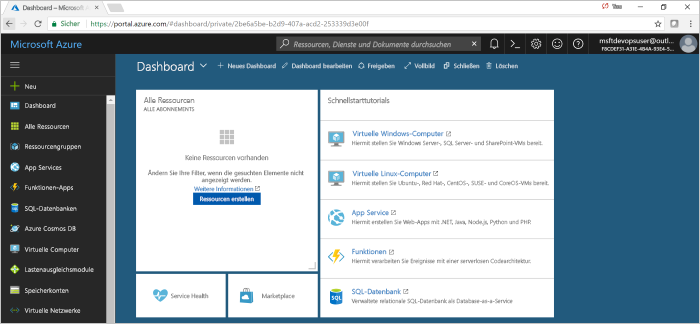 Dashboard – Microsoft
Sicher
https://portal.azure.com/#dashboard/private/2be6a5be-b2d9-407a-acd2-253339d3e00f
Microsoft Azure
Ressourcen, Dienste und Dokumente durchsuchen
msftdevopsuser@outl...
Neu
Dashboard
Alle Ressourcen
Ressourcengruppen
App Services
Funktionen-Apps
SQL-Datenbanken
Azure Cosmos DB
Virtuelle Computer
Lastenausgleichsmodule
Speicherkonten
Virtuelle Netzwerke
Dashboard
Neues Dashboard
Dashboard bearbeiten
Freigeben
Vollbild
Schließen
Löschen
Alle Ressourcen
ALLE ABONNEMENTS
Keine Ressourcen vorhanden
Ändern Sie Ihre Filter, wenn die gesuchten Elemente nicht
angezeigt werden.
Weitere Informationen
Ressourcen erstellen
Service Health
Marketplace
Schnellstarttutorials
Virtuelle Windows-Computer
Hiermit stellen Sie Windows Server-, SQL Server- und SharePoint-VMs bereit.
Virtuelle Linux-Computer
Hiermit stellen Sie Ubuntu-, Red Hat-, CentOS-, SUSE- und CoreOS-VMs bereit.
App Service
Hiermit erstellen Sie Web-Apps mit .NET, Java, Node.js, Python und PHP.
Funktionen
Hiermit verarbeiten Sie Ereignisse mit einer serverlosen Codearchitektur.
SQL-Datenbank
Verwaltete relationale SQL-Datenbank als Database-as-a-Service